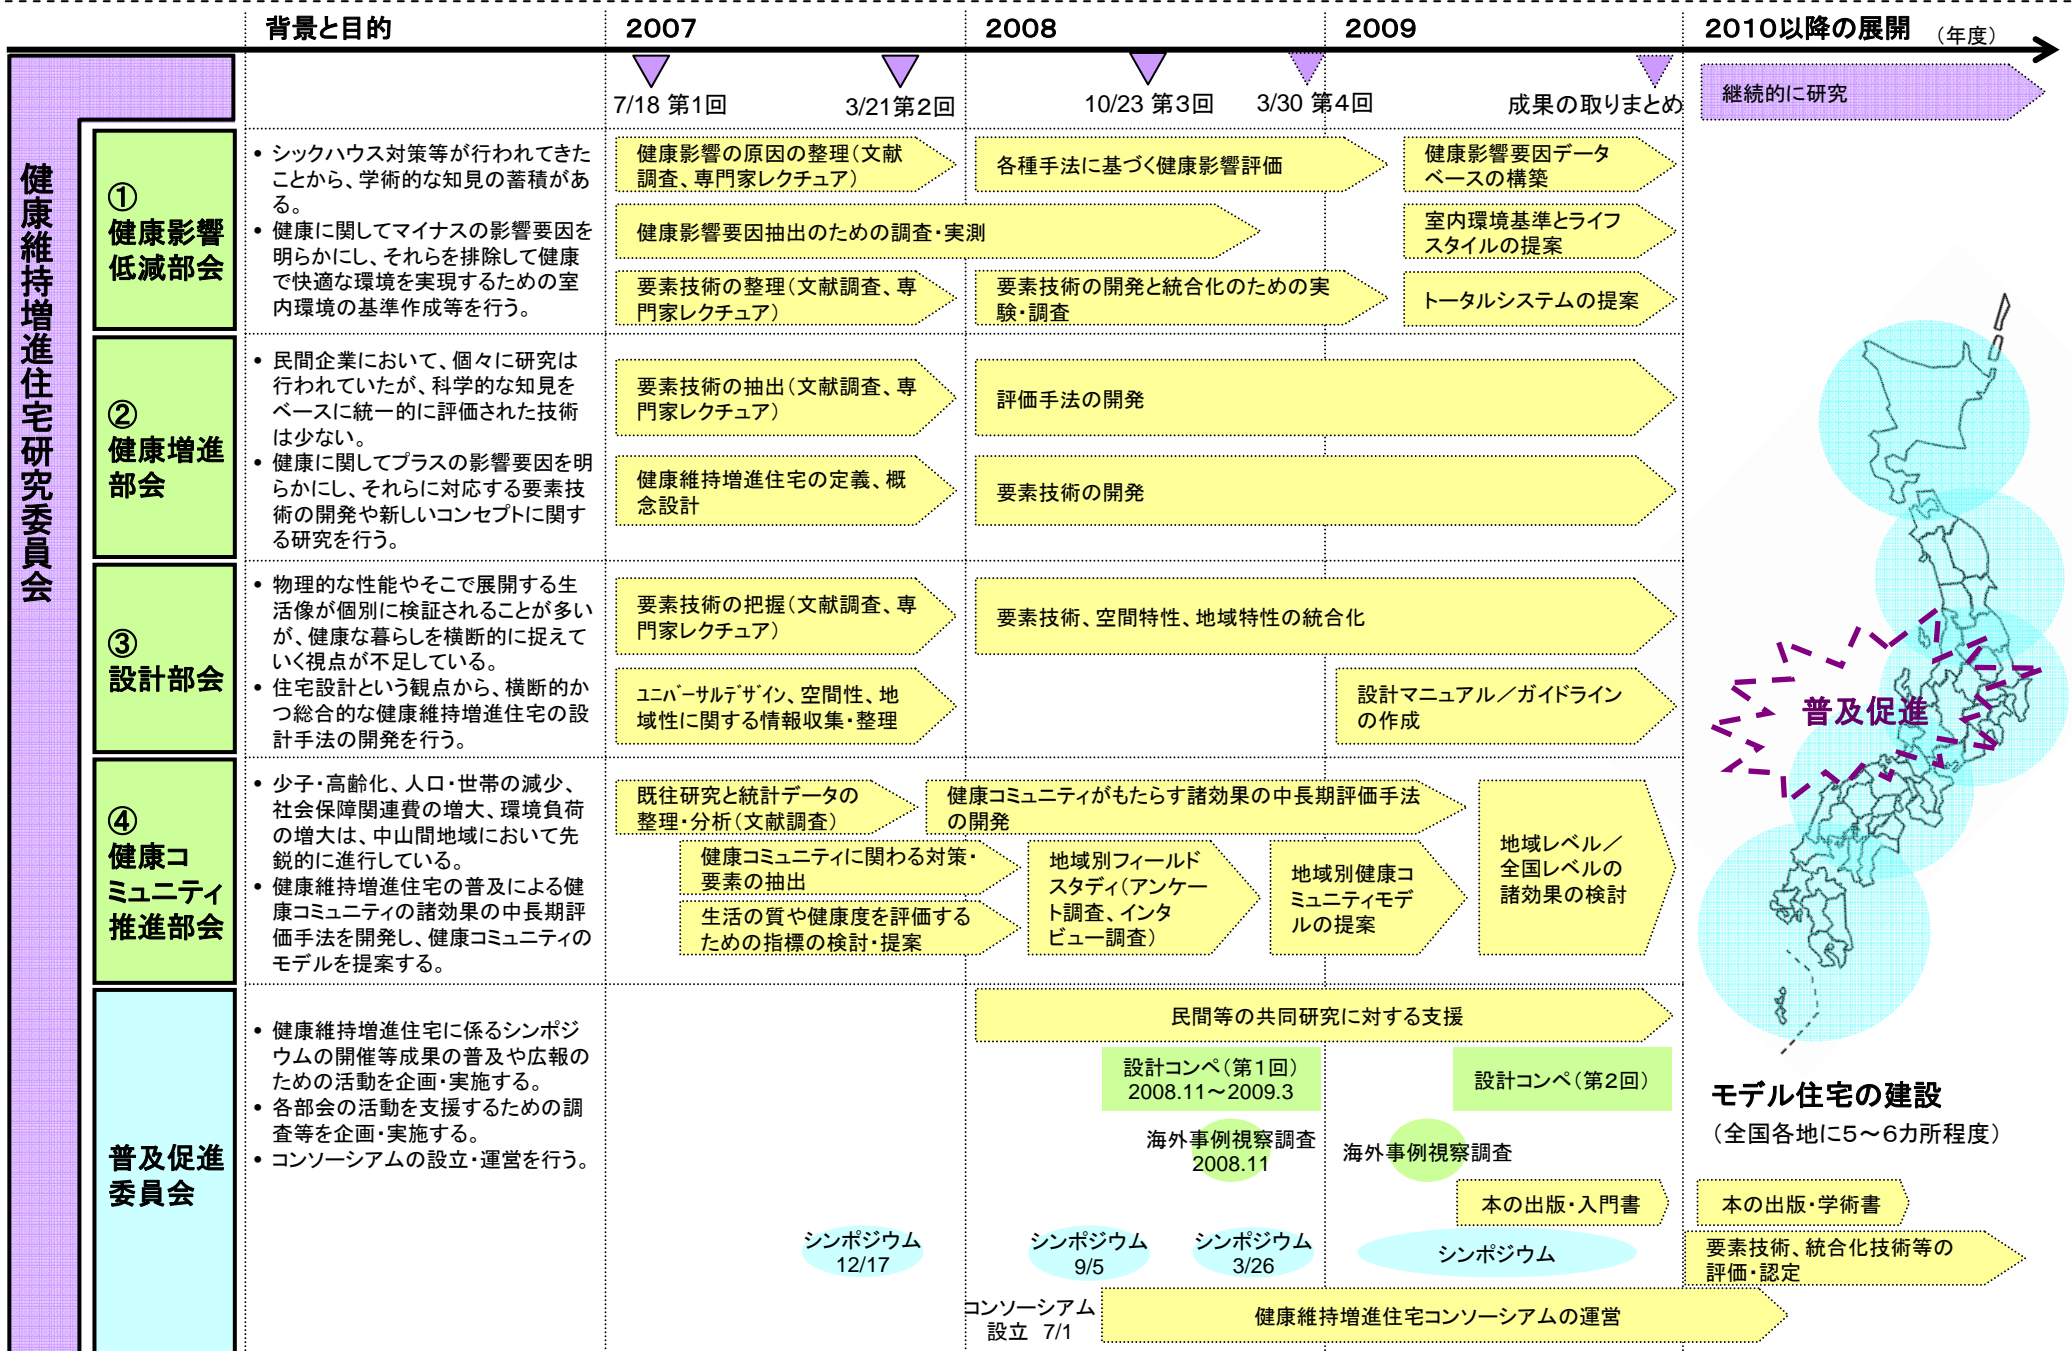 背景と目的
2007
2008
2009
2010以降の展開
（年度）
7/18 第1回
3/21第２回
10/23 第３回
3/30 第４回
成果の取りまとめ
継続的に研究
健康維持増進住宅研究委員会
①
健康影響
低減部会
• シックハウス対策等が行われてきた
ことから、学術的な知見の蓄積があ
る。
• 健康に関してマイナスの影響要因を
明らかにし、それらを排除して健康
で快適な環境を実現するための室
内環境の基準作成等を行う。
健康影響の原因の整理（文献
調査、専門家レクチュア）
各種手法に基づく健康影響評価
健康影響要因データ
ベースの構築
健康影響要因抽出のための調査・実測
室内環境基準とライフ
スタイルの提案
要素技術の整理（文献調査、専
門家レクチュア）
要素技術の開発と統合化のための実
験・調査
トータルシステムの提案
②
健康増進
部会
• 民間企業において、個々に研究は
行われていたが、科学的な知見を
ベースに統一的に評価された技術
は少ない。
• 健康に関してプラスの影響要因を明
らかにし、それらに対応する要素技
術の開発や新しいコンセプトに関す
る研究を行う。
要素技術の抽出（文献調査、専
門家レクチュア）
評価手法の開発
健康維持増進住宅の定義、概
念設計
要素技術の開発
③
設計部会
• 物理的な性能やそこで展開する生
活像が個別に検証されることが多い
が、健康な暮らしを横断的に捉えて
いく視点が不足している。
• 住宅設計という観点から、横断的か
つ総合的な健康維持増進住宅の設
計手法の開発を行う。
要素技術の把握（文献調査、専
門家レクチュア）
要素技術、空間特性、地域特性の統合化
ﾕﾆﾊﾞｰｻﾙﾃﾞｻﾞｲﾝ、空間性、地
域性に関する情報収集・整理
設計マニュアル／ガイドライン
の作成
普及促進
④
健康コ
ミュニティ
推進部会
• 少子・高齢化、人口・世帯の減少、
社会保障関連費の増大、環境負荷
の増大は、中山間地域において先
鋭的に進行している。
• 健康維持増進住宅の普及による健
康コミュニティの諸効果の中長期評
価手法を開発し、健康コミュニティの
モデルを提案する。
既往研究と統計データの
整理・分析（文献調査）
健康コミュニティがもたらす諸効果の中長期評価手法
の開発
健康コミュニティに関わる対策・
要素の抽出
生活の質や健康度を評価する
ための指標の検討・提案
地域別フィールド
スタディ（アンケー
ト調査、インタ
ビュー調査）
地域別健康コ
ミュニティモデ
ルの提案
地域レベル／
全国レベルの
諸効果の検討
普及促進
委員会
• 健康維持増進住宅に係るシンポジ
ウムの開催等成果の普及や広報の
ための活動を企画・実施する。
• 各部会の活動を支援するための調
査等を企画・実施する。
• コンソーシアムの設立・運営を行う。
民間等の共同研究に対する支援
設計コンペ（第１回）
2008.11～2009.3
設計コンペ（第２回）
海外事例視察調査
2008.11
海外事例視察調査
本の出版・入門書
シンポジウム
12/17
シンポジウム
9/5
シンポジウム
3/26
シンポジウム
コンソーシアム
設立 7/1
健康維持増進住宅コンソーシアムの運営
モデル住宅の建設
（全国各地に５～６カ所程度）
本の出版・学術書
要素技術、統合化技術等の
評価・認定